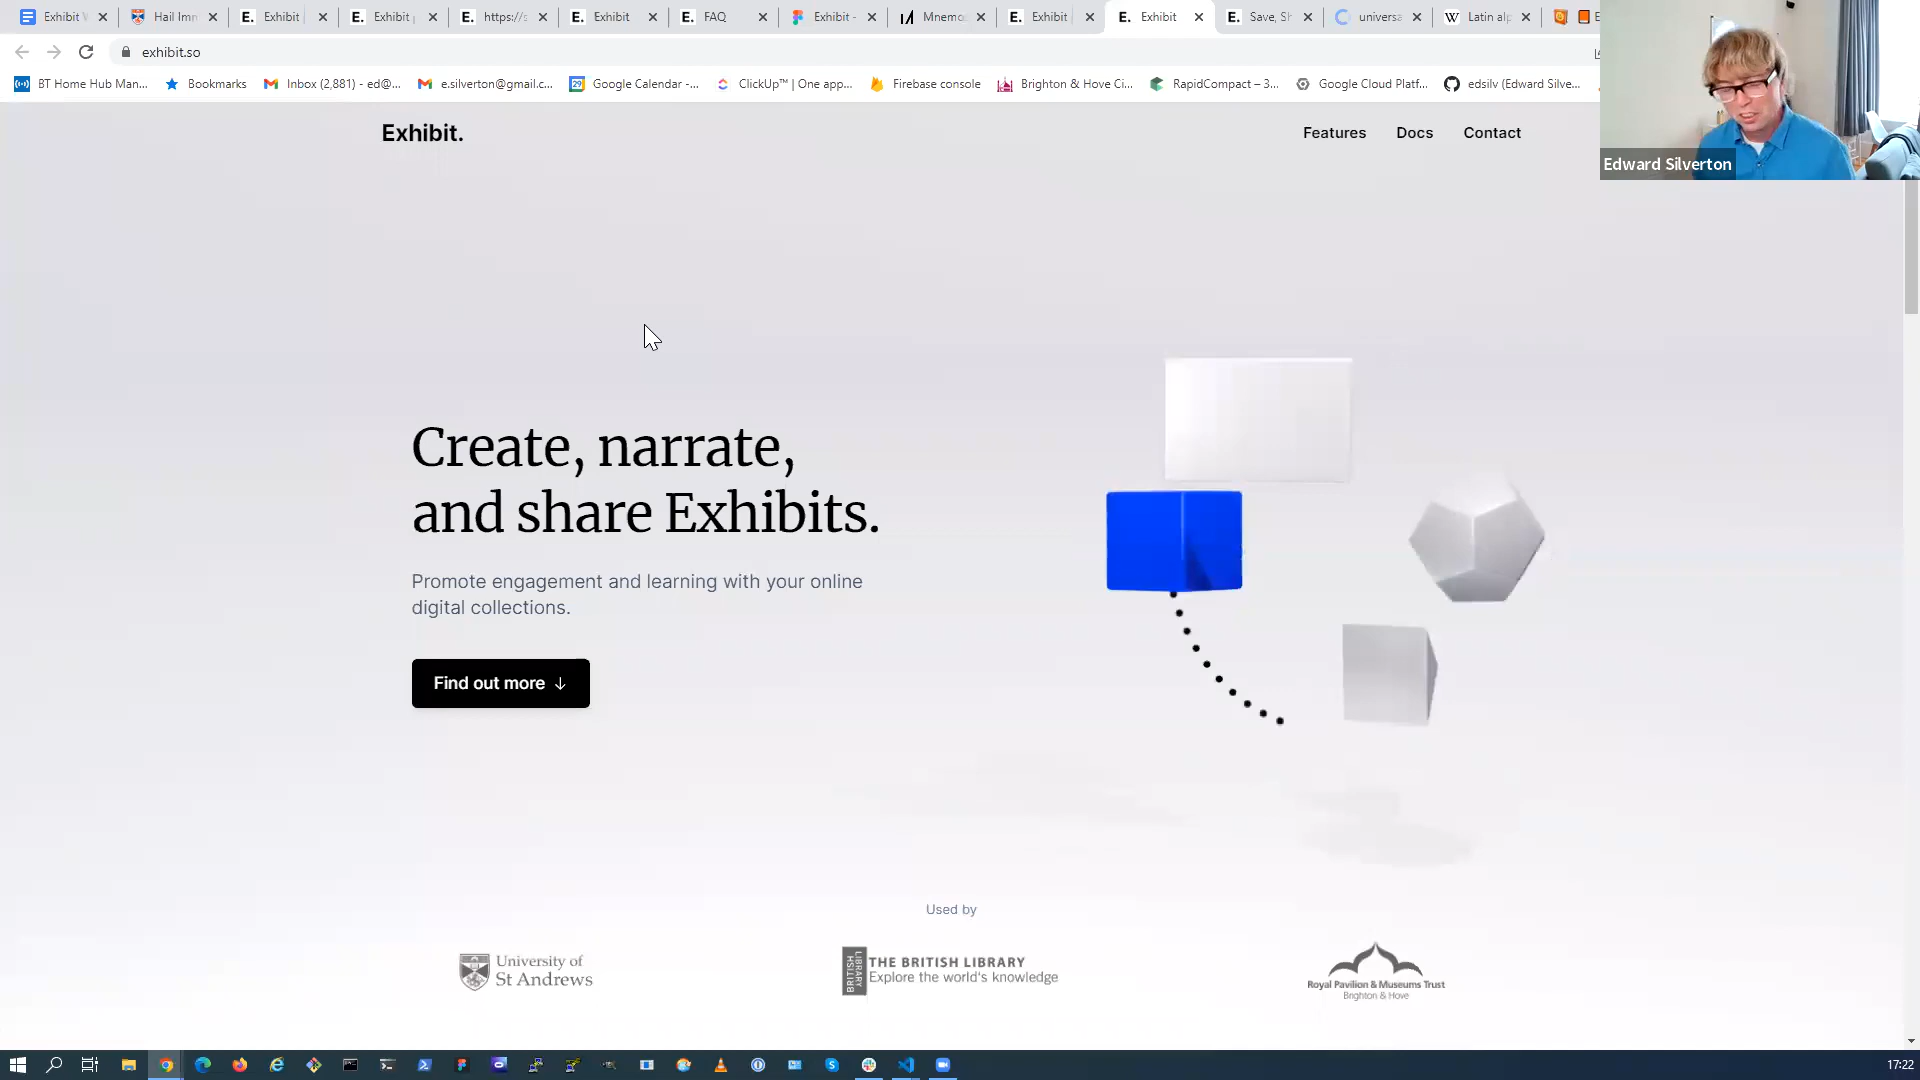 Exhibit W
Hail Imm
Exhibit
Exhibit
https://s
Exhibit
FAQ
Exhibit -
Mnemo
Exhibit
Exhibit
Save, Sh
universa
Latin alp
E
exhibit.so
BT Home Hub Man...
Bookmarks
Inbox (2,881) - ed@...
e.silverton@gmail.c...
Google Calendar -...
ClickUp™ | One app...
Firebase console
Brighton & Hove Ci...
RapidCompact – 3...
Google Cloud Platf...
edsilv (Edward Silve...
Edward Silverton
Exhibit.
Features
Docs
Contact
Create, narrate,
and share Exhibits.
Promote engagement and learning with your online
digital collections.
Find out more ↓
Used by
University of
St Andrews
BRITISH LIBRARY
THE BRITISH LIBRARY
Explore the world's knowledge
Royal Pavilion & Museums Trust
Brighton & Hove
17:22